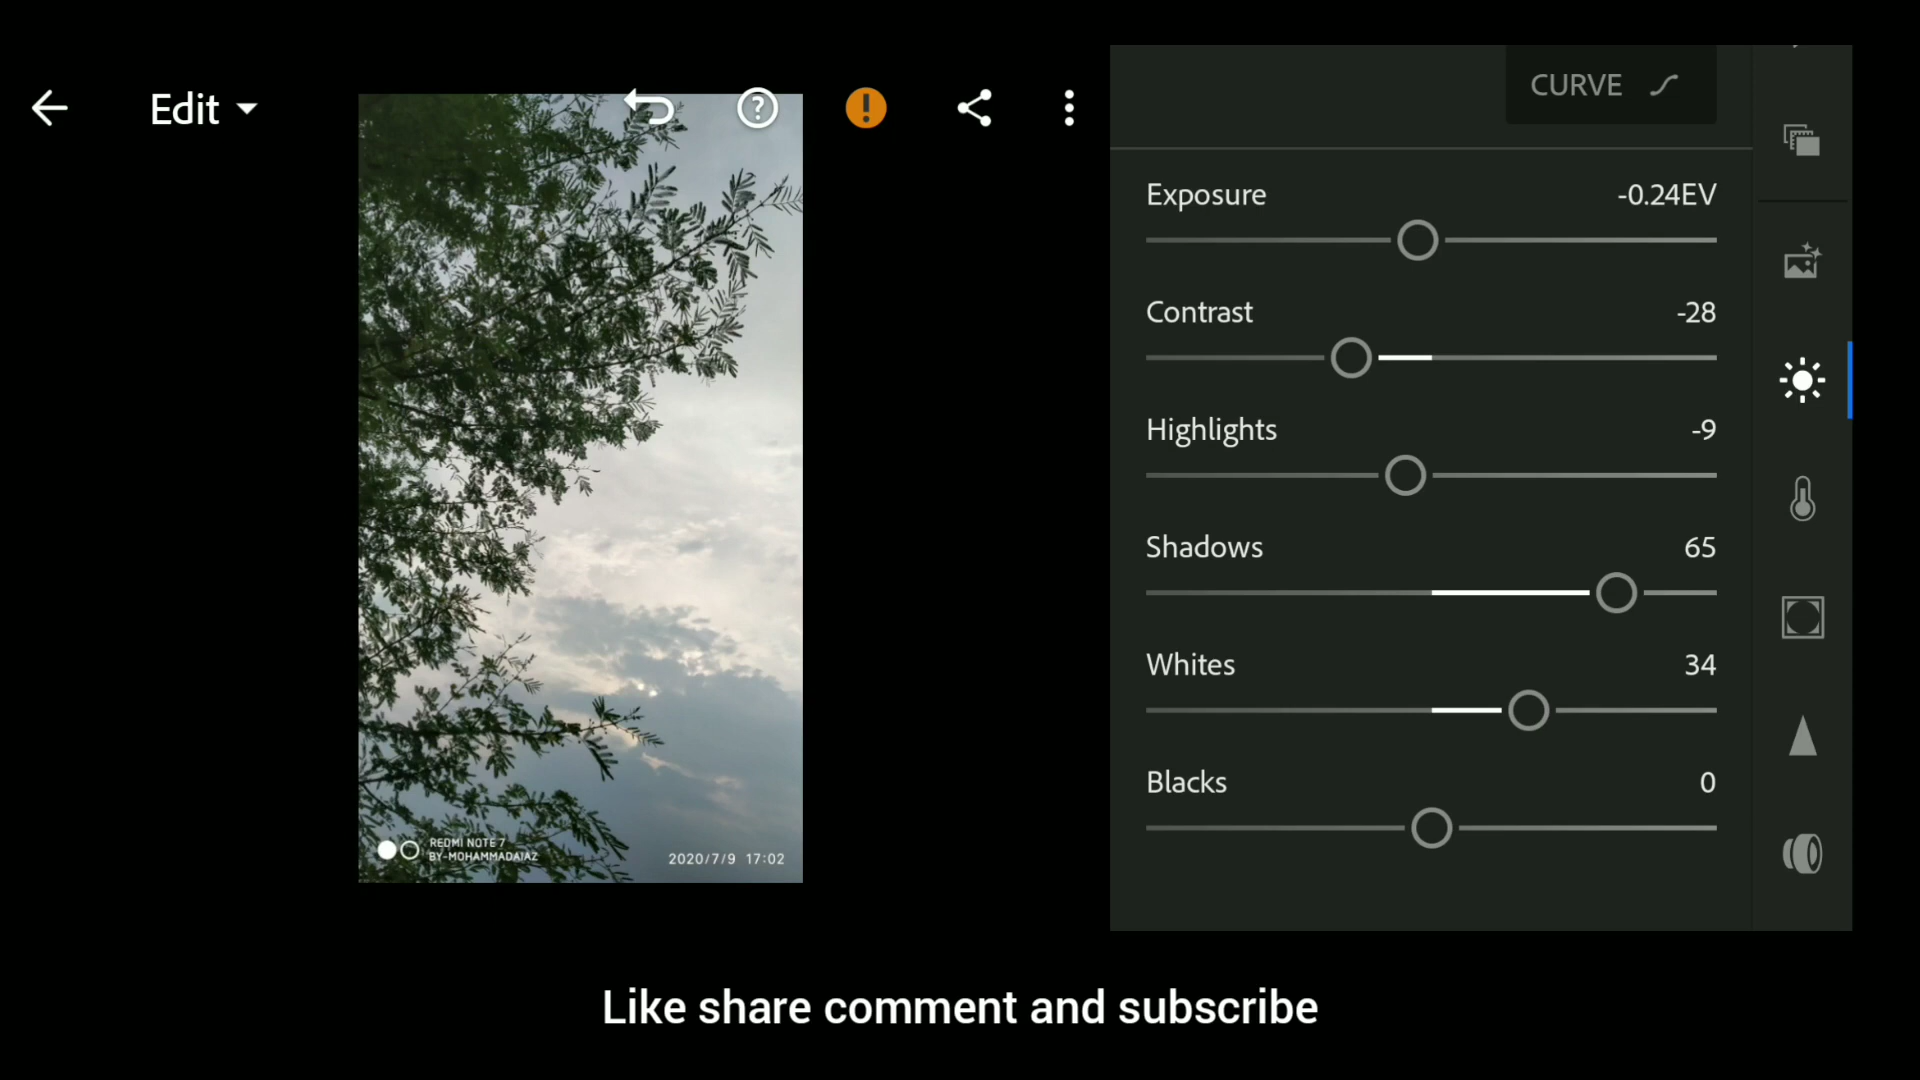 Edit
CURVE
Exposure -0.24EV
Contrast -28
Highlights -9
Shadows 65
Whites 34
Blacks 0
REDMI NOTE 7
BY-MOHAMMADAIAZ
2020/7/9 17:02
Like share comment and subscribe